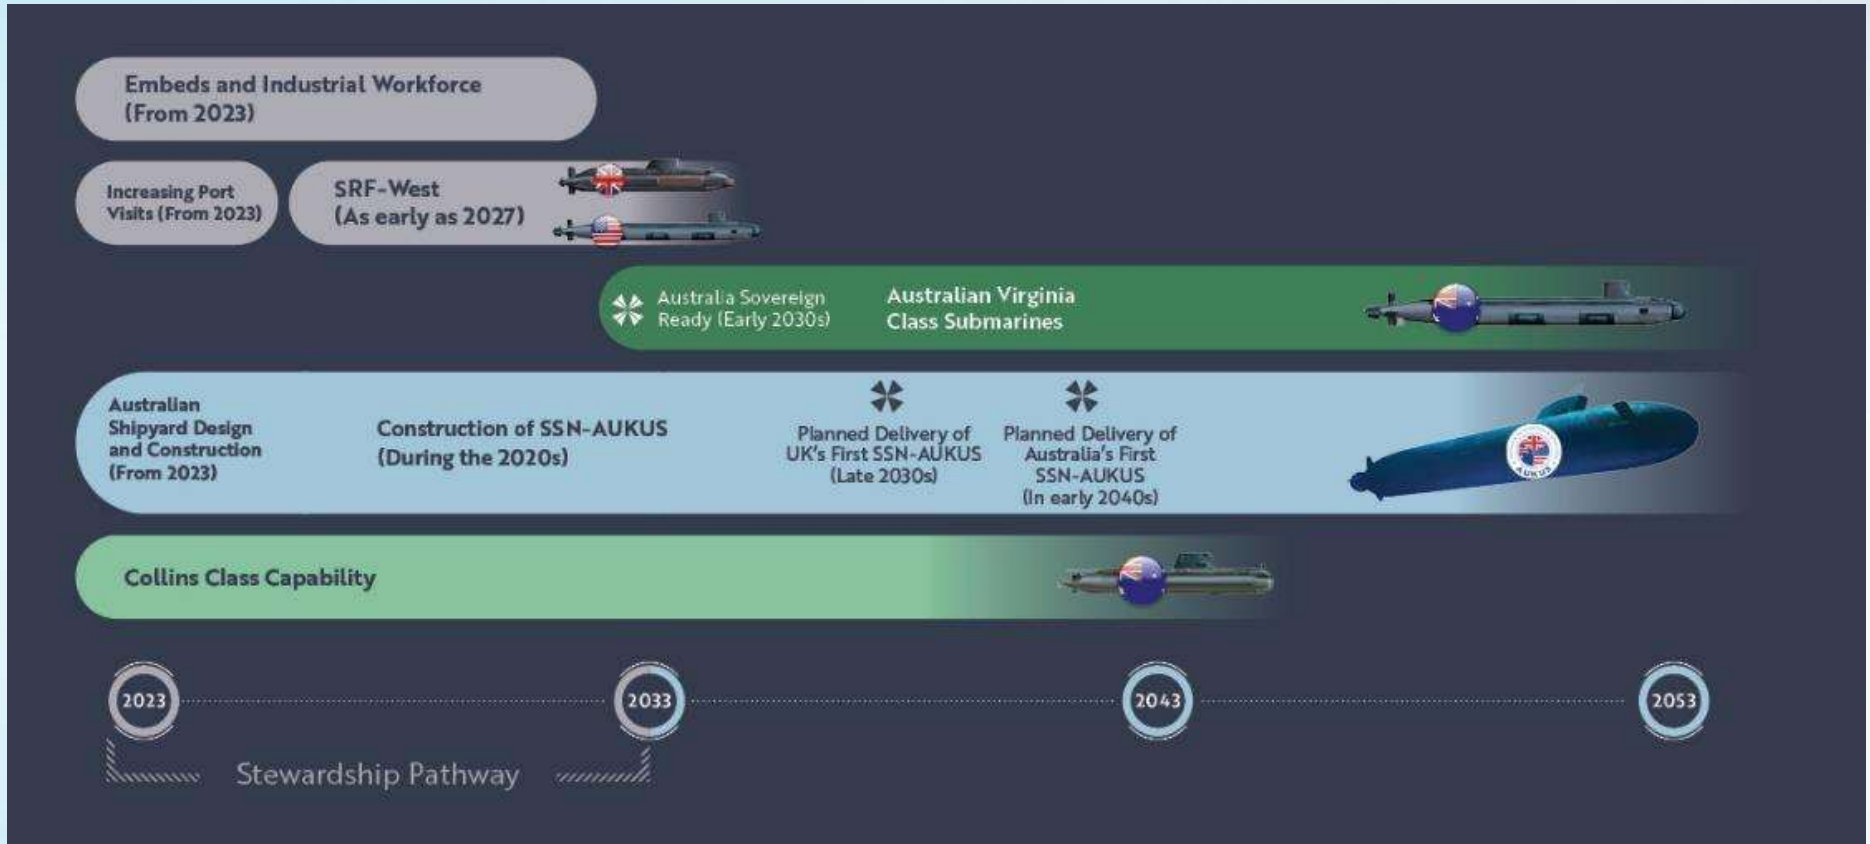 Embeds and Industrial Workforce
(From 2023)
Increasing Port
Visits (From 2023)
SRF-West
(As early as 2027)
Australia Sovereign
Ready (Early 2030s)
Australian Virginia
Class Submarines
Australian
Shipyard Design
and Construction
(From 2023)
Construction of SSN-AUKUS
(During the 2020s)
Planned Delivery of
UK's First SSN-AUKUS
(Late 2030s)
Planned Delivery of
Australia's First
SSN-AUKUS
(In early 2040s)
AUKUS
Collins Class Capability
2023
2033
2043
2053
Stewardship Pathway